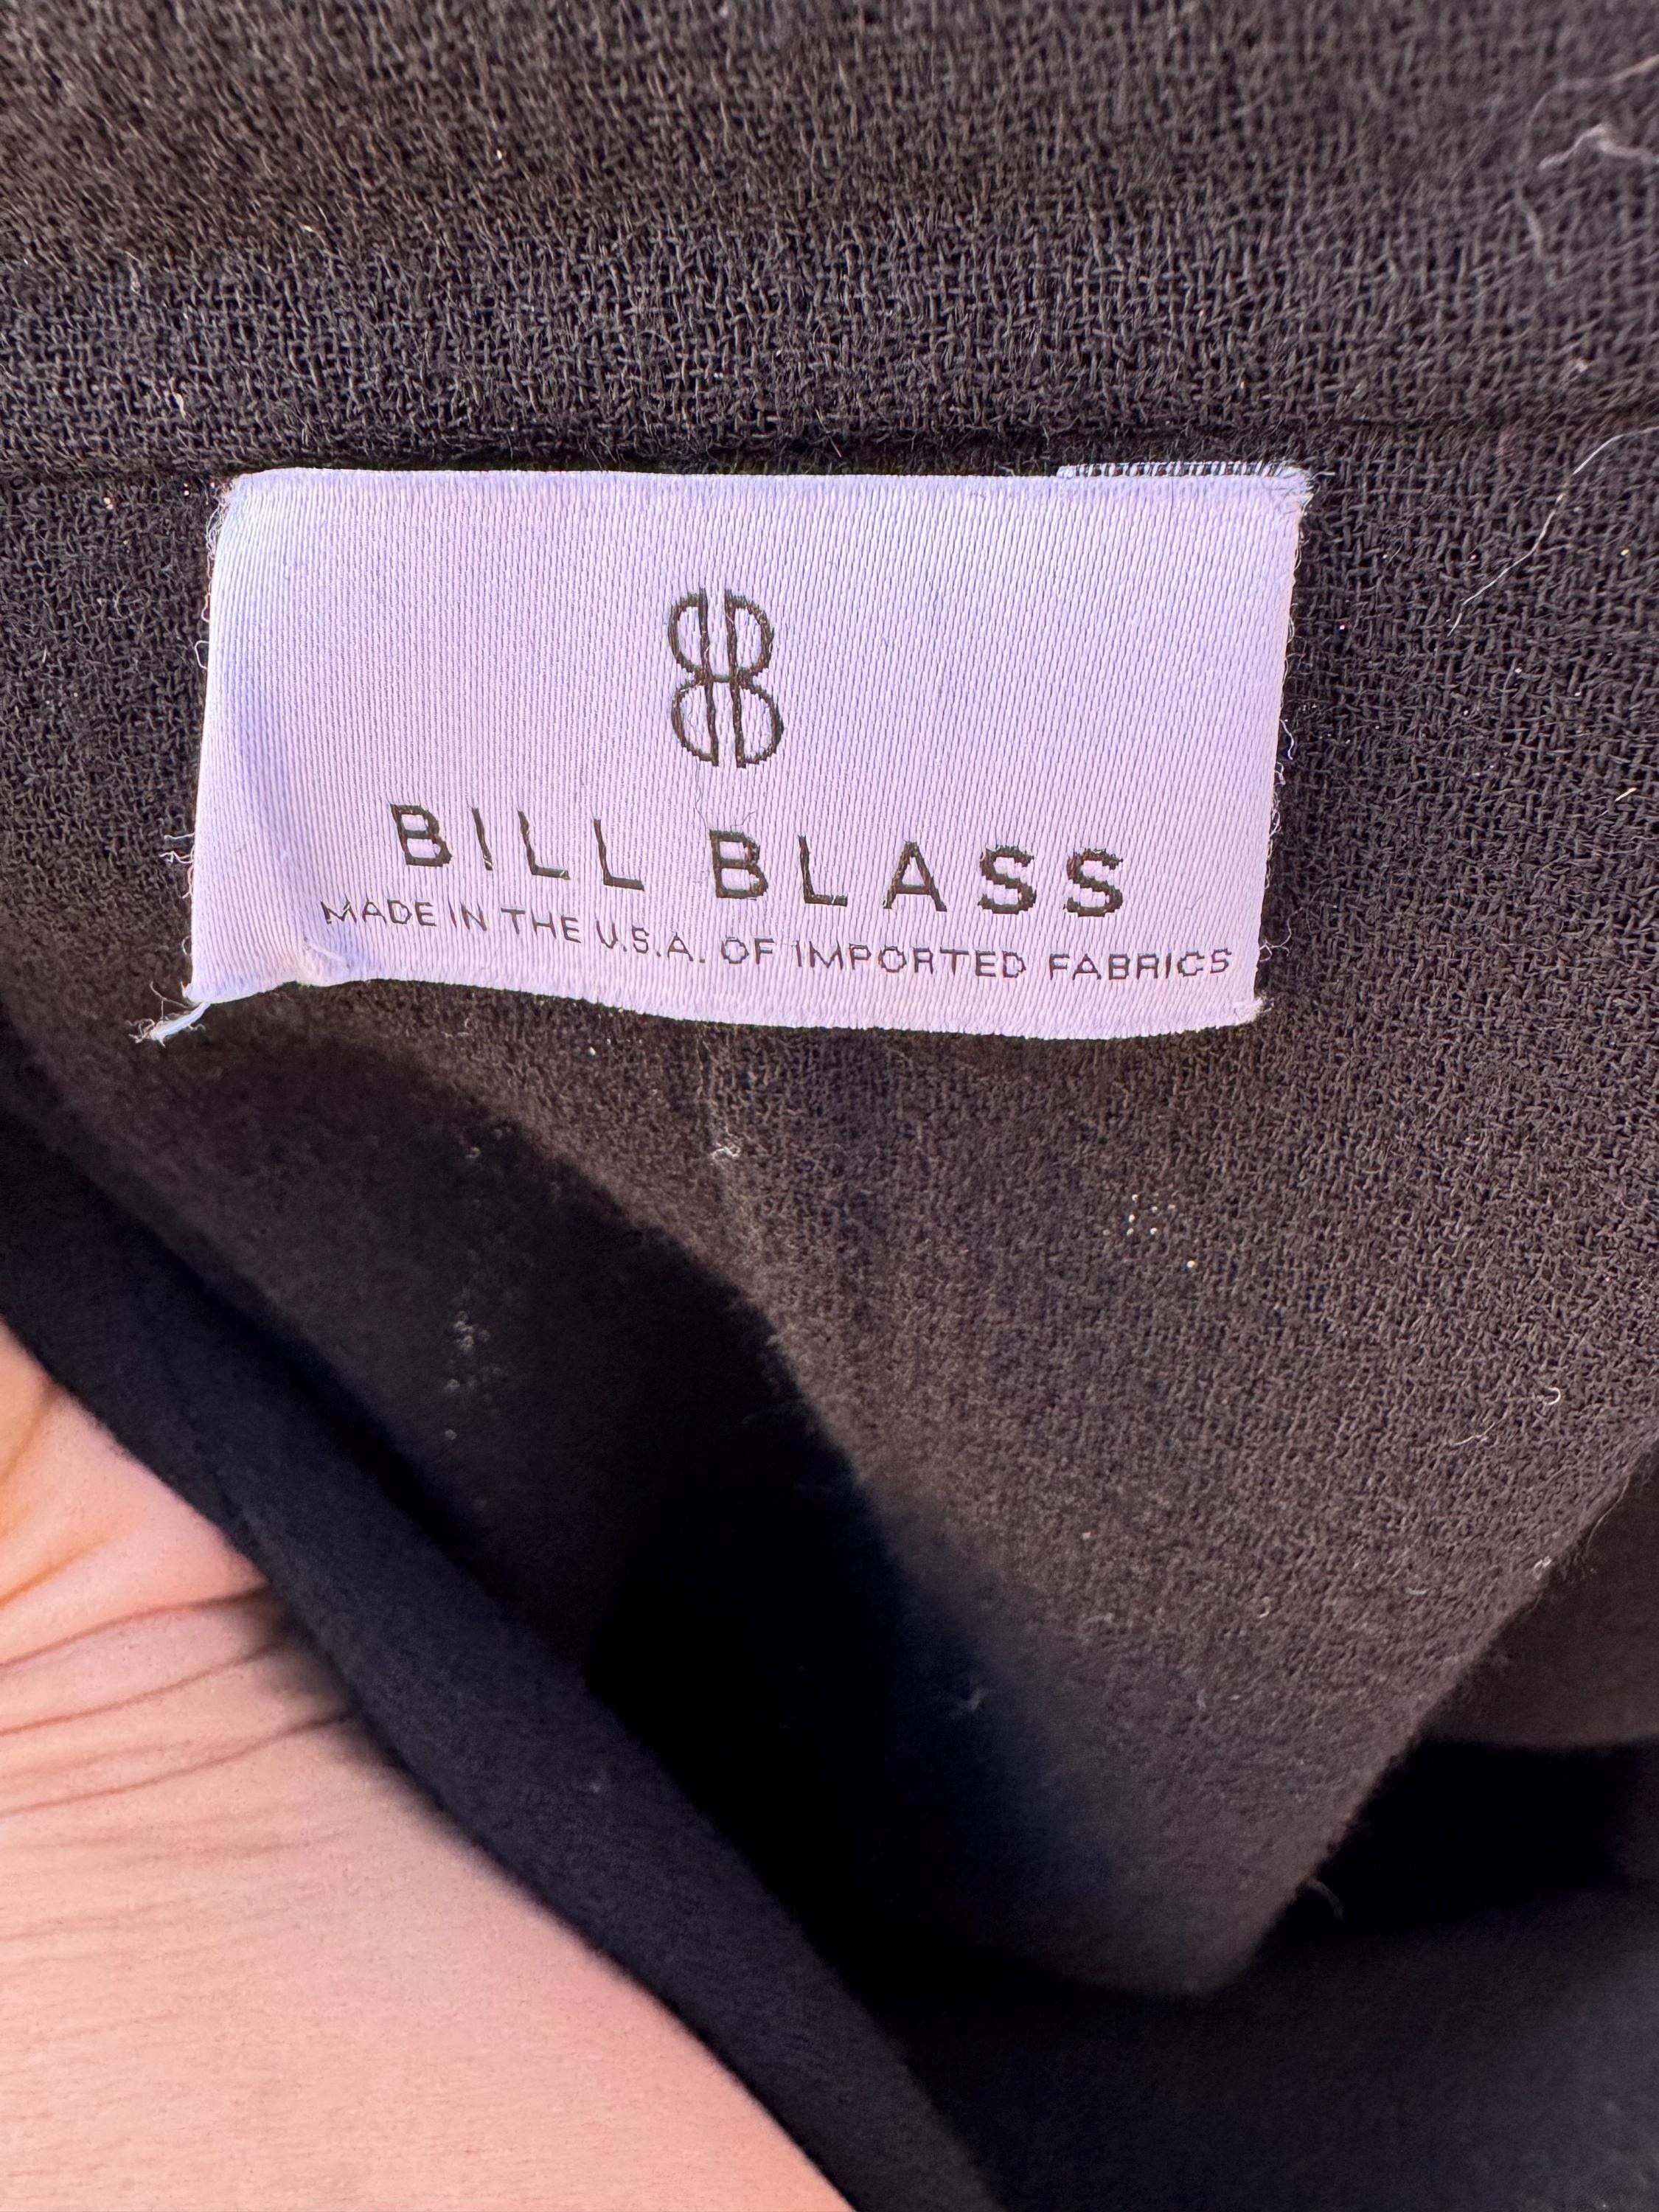 BILL BLASS
MADE IN THE U.S.A. OF IMPORTED FABRICS